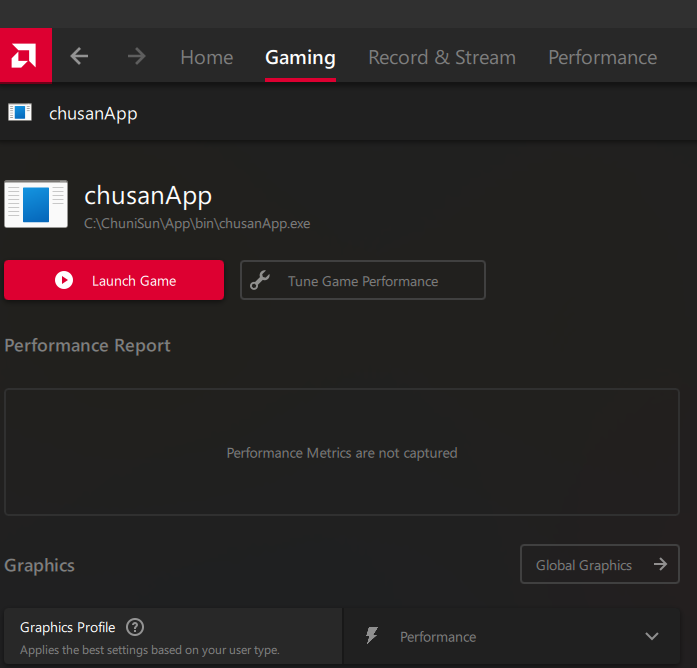 Home Gaming Record & Stream Performance
chusanApp
chusanApp
C:\ChuniSun\App\bin\chusanApp.exe
Launch Game Tune Game Performance
Performance Report
Performance Metrics are not captured
Graphics Global Graphics
Graphics Profile ? Performance
Applies the best settings based on your user type.